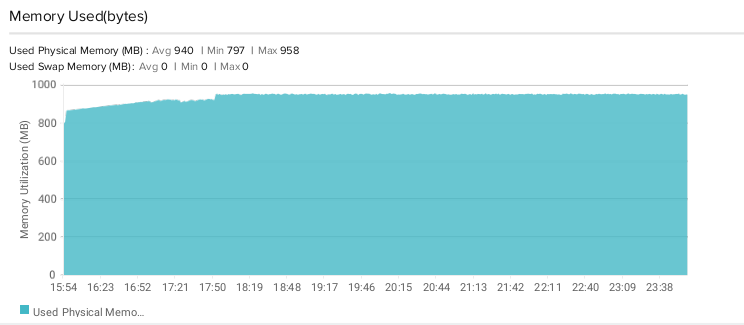 Memory Used(bytes)
Used Physical Memory (MB) : Avg 940 | Min 797 | Max 958
Used Swap Memory (MB): Avg 0 | Min 0 | Max 0
1000
800
600
400
200
0
Memory Utilization (MB)
15:54 16:23 16:52 17:21 17:50 18:19 18:48 19:17 19:46 20:15 20:44 21:13 21:42 22:11 22:40 23:09 23:38
Used Physical Memo...